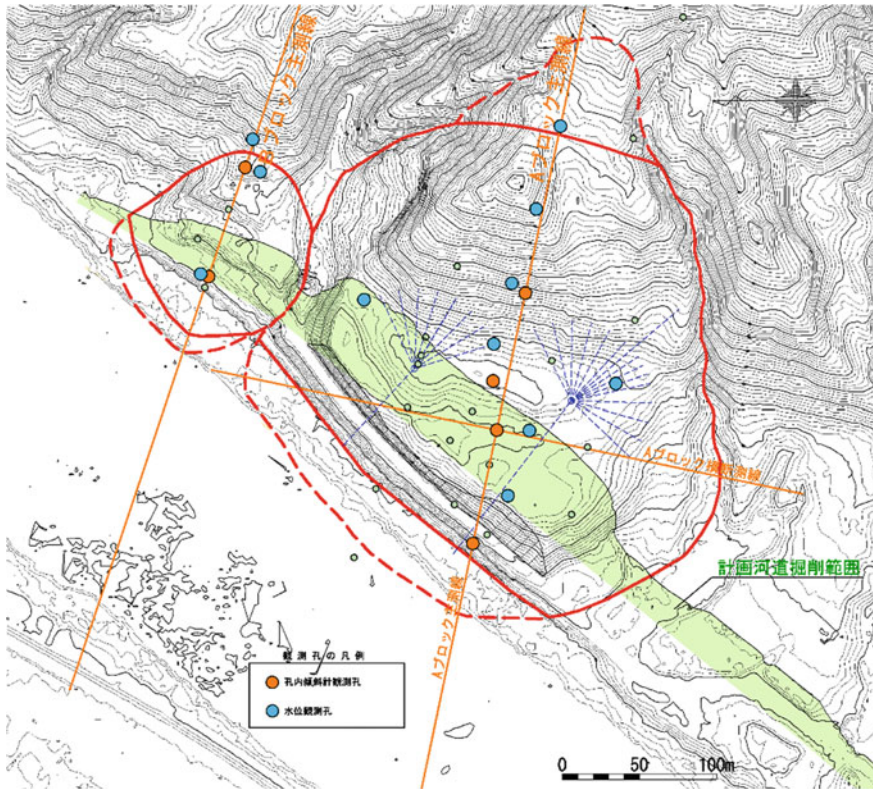 Bブロック主測線
Aブロック主測線
Aブロック横断測線
計画河道掘削範囲
Aブロック主測線
観測孔の凡例
孔内傾斜計観測孔
水位観測孔
0 50 100m